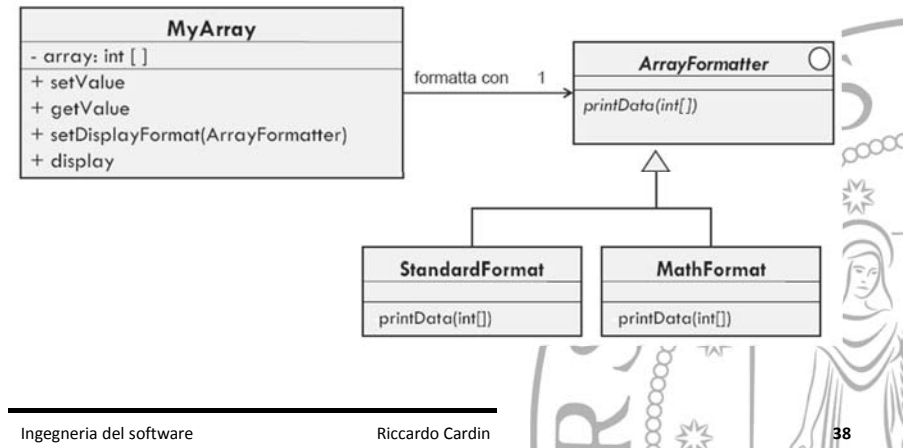 MyArray
- array: int [ ]
+ setValue
+ getValue
+ setDisplayFormat(ArrayFormatter)
+ display
formatta con 1
ArrayFormatter
printData(int[])
StandardFormat
printData(int[])
MathFormat
printData(int[])
Ingegneria del software Riccardo Cardin 38